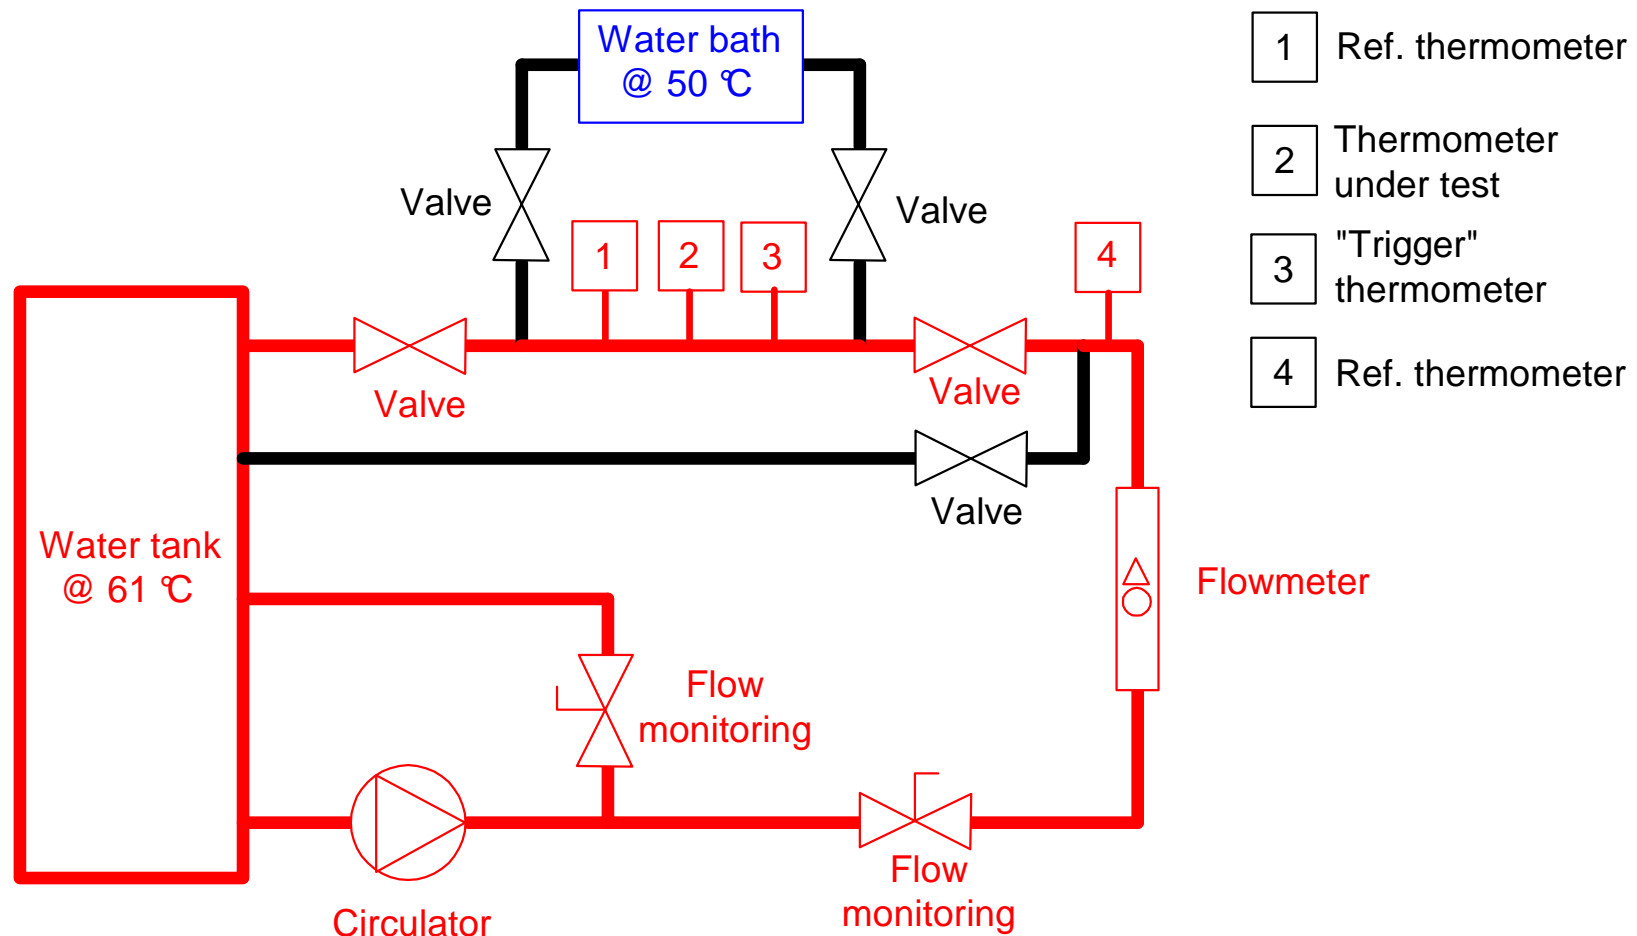 Water bath
@ 50 °C
1
Ref. thermometer
2
Thermometer
under test
3
"Trigger"
thermometer
4
Ref. thermometer
Valve
Valve
1
2
3
4
Valve
Valve
Valve
Water tank
@ 61 °C
Flowmeter
Flow
monitoring
Flow
monitoring
Circulator